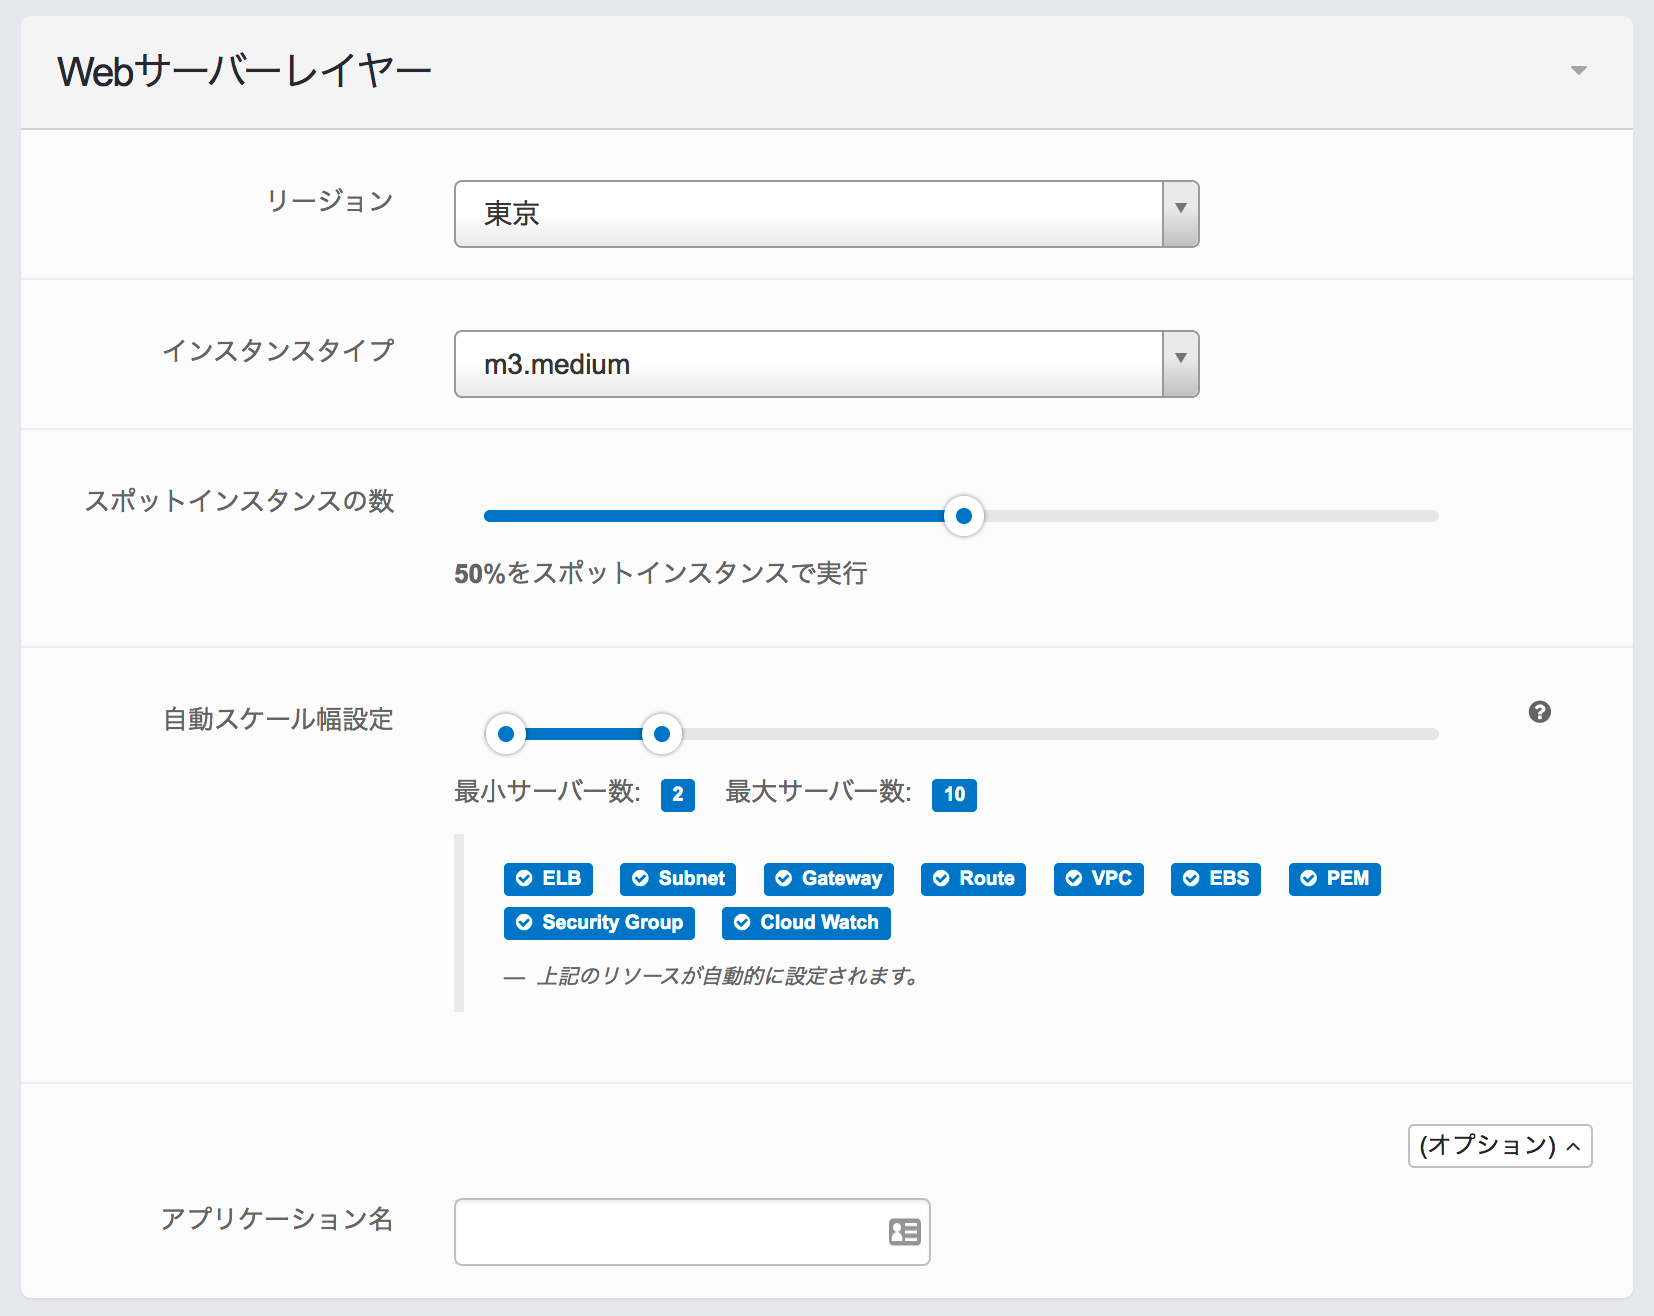 Webサーバーレイヤー
リージョン
東京
インスタンスタイプ
m3.medium
スポットインスタンスの数
50%をスポットインスタンスで実行
自動スケール幅設定
最小サーバー数: 2 最大サーバー数: 10
ELB Subnet Gateway Route VPC EBS PEM
Security Group Cloud Watch
— 上記のリソースが自動的に設定されます。
(オプション)
アプリケーション名